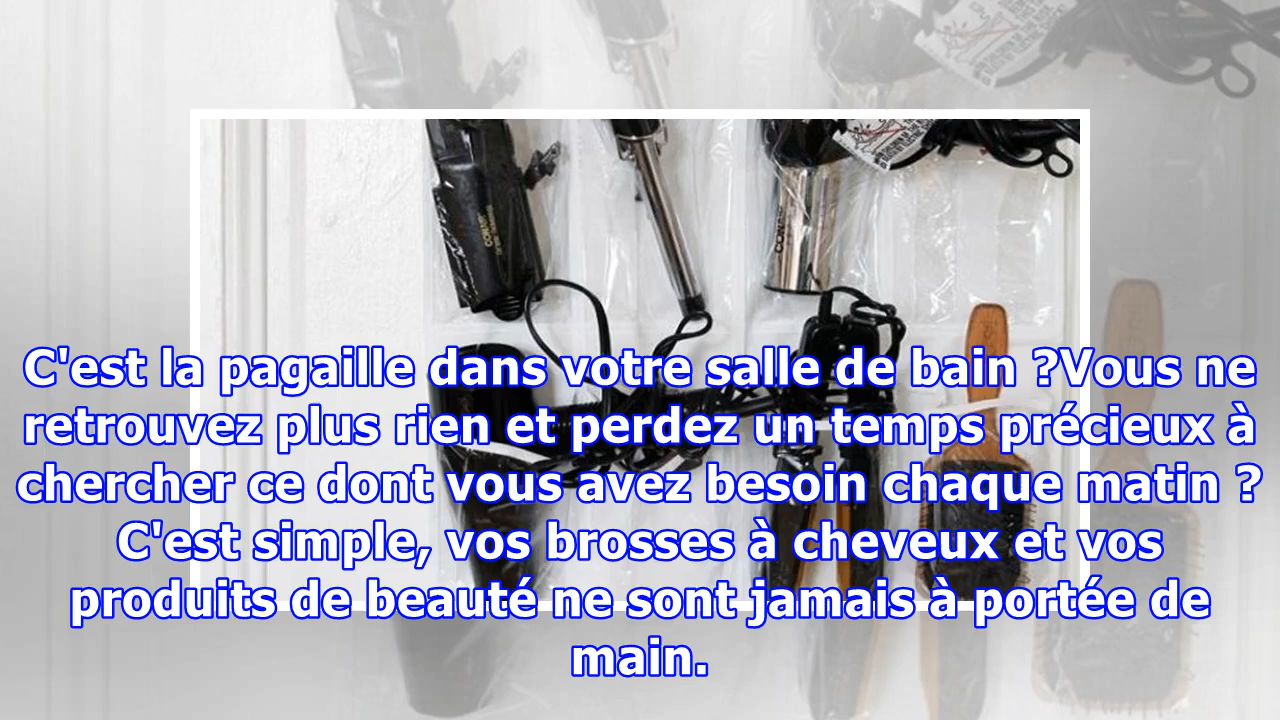 C'est la pagaille dans votre salle de bain ?Vous ne
retrouvez plus rien et perdez un temps précieux à
chercher ce dont vous avez besoin chaque matin ?
C'est simple, vos brosses à cheveux et vos
produits de beauté ne sont jamais à portée de
main.
CONAIR